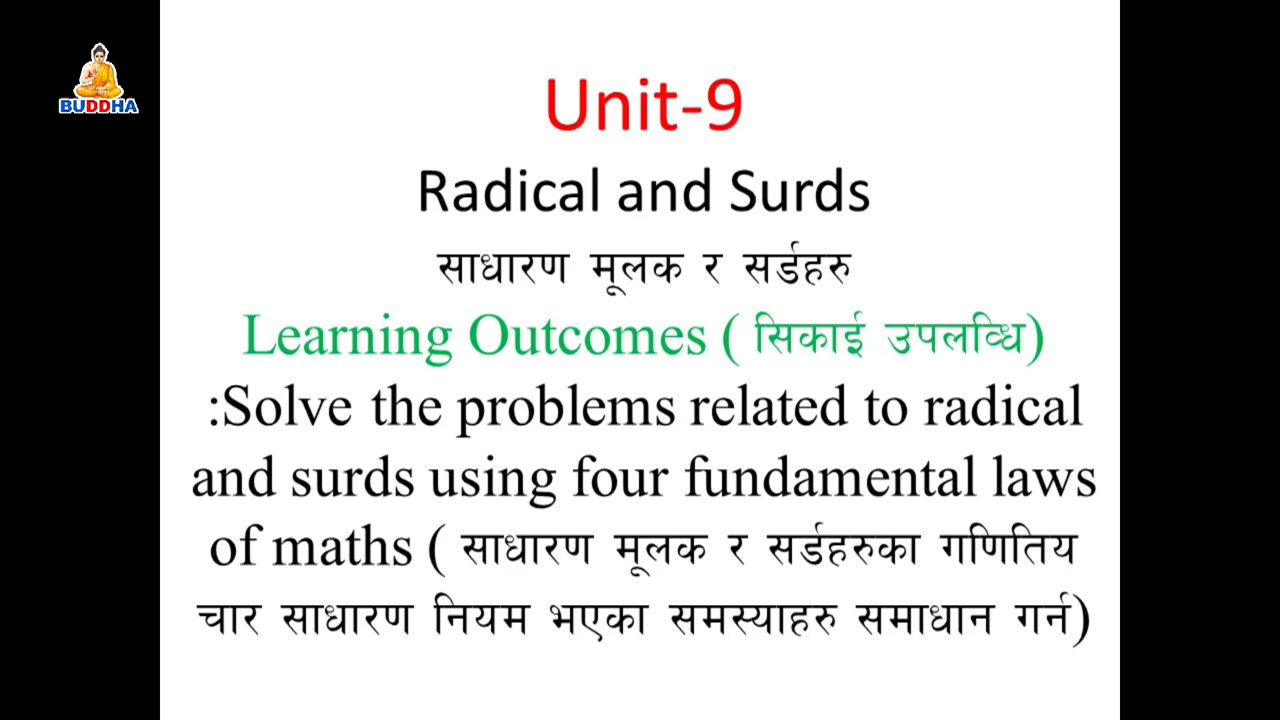 BUDDHA
Unit-9
Radical and Surds
साधारण मूलक र सर्डहरु
Learning Outcomes ( सिकाई उपलव्धि)
:Solve the problems related to radical
and surds using four fundamental laws
of maths ( साधारण मूलक र सर्डहरुका गणितिय
चार साधारण नियम भएका समस्याहरु समाधान गर्न)